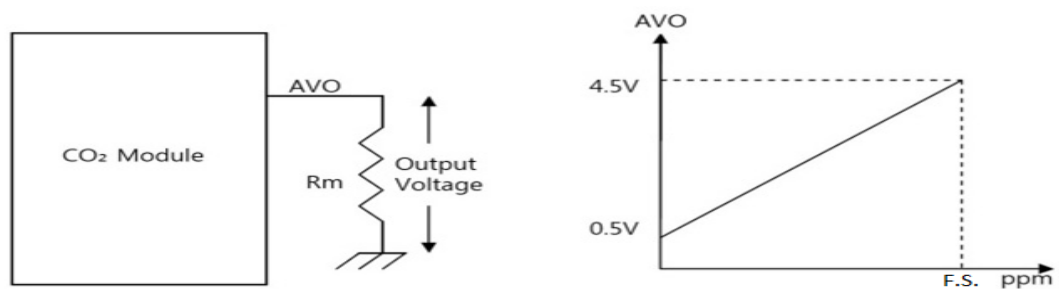 AVO
CO₂ Module
Rm
Output
Voltage
AVO
4.5V
0.5V
F.S.
ppm